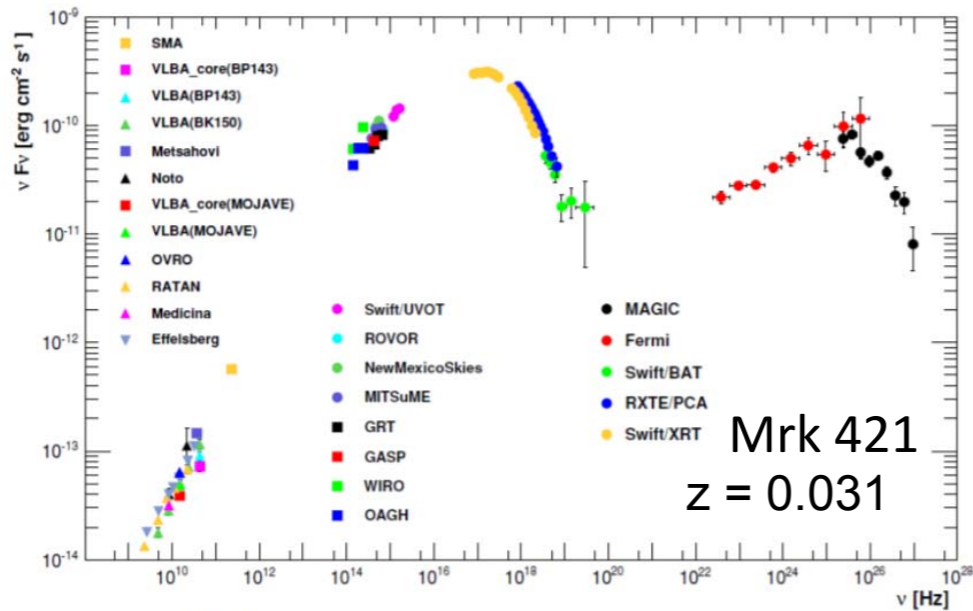 ν Fν [erg cm⁻² s⁻¹]
10⁻⁹
10⁻¹⁰
10⁻¹¹
10⁻¹²
10⁻¹³
10⁻¹⁴
SMA
VLBA_core(BP143)
VLBA(BP143)
VLBA(BK150)
Metsahovi
Noto
VLBA_core(MOJAVE)
VLBA(MOJAVE)
OVRO
RATAN
Medicina
Effelsberg
Swift/UVOT
ROVOR
NewMexicoSkies
MITSuME
GRT
GASP
WIRO
OAGH
MAGIC
Fermi
Swift/BAT
RXTE/PCA
Swift/XRT
Mrk 421
z = 0.031
10¹⁰ 10¹² 10¹⁴ 10¹⁶ 10¹⁸ 10²⁰ 10²² 10²⁴ 10²⁶ 10²⁸
ν [Hz]